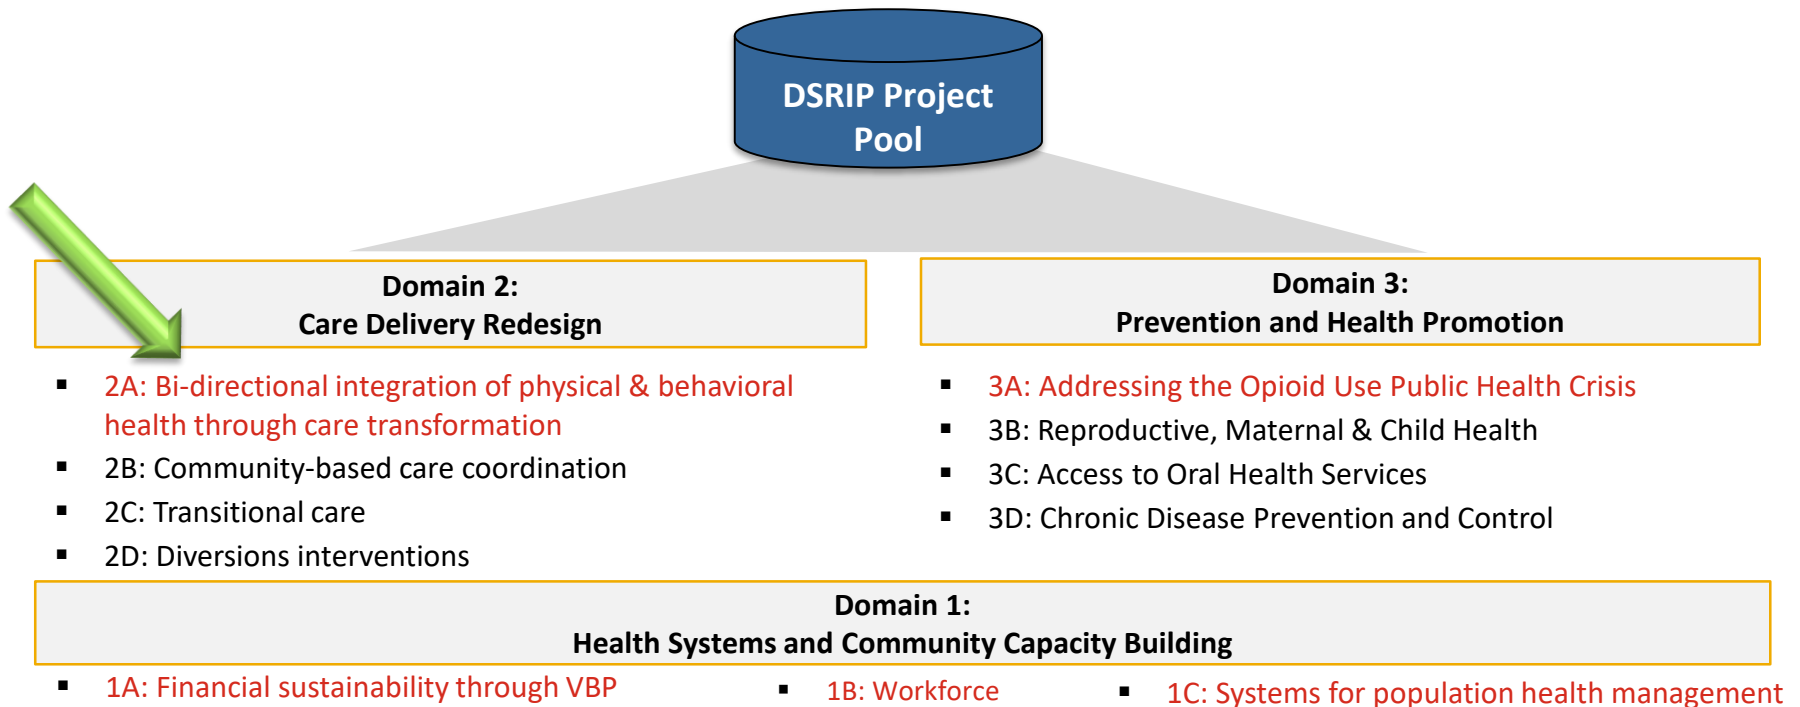 DSRIP Project
Pool
Domain 2:
Care Delivery Redesign
▪ 2A: Bi-directional integration of physical & behavioral
health through care transformation
▪ 2B: Community-based care coordination
▪ 2C: Transitional care
▪ 2D: Diversions interventions
Domain 3:
Prevention and Health Promotion
▪ 3A: Addressing the Opioid Use Public Health Crisis
▪ 3B: Reproductive, Maternal & Child Health
▪ 3C: Access to Oral Health Services
▪ 3D: Chronic Disease Prevention and Control
Domain 1:
Health Systems and Community Capacity Building
▪ 1A: Financial sustainability through VBP
▪ 1B: Workforce
▪ 1C: Systems for population health management